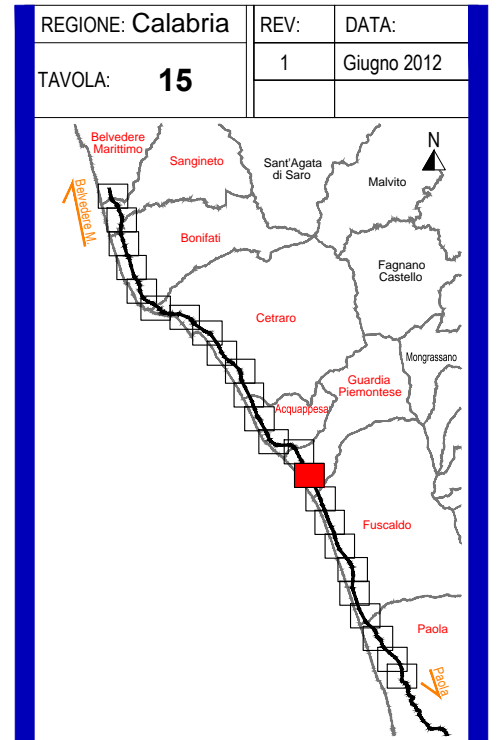 REGIONE: Calabria
REV:
DATA:
TAVOLA: 15
1
Giugno 2012
Belvedere
Marittimo
Sangineto
Sant'Agata
di Saro
N
Malvito
Belvedere M.
Bonifati
Fagnano
Castello
Cetraro
Mongrassano
Guardia
Piemontese
Acquappesa
Fuscaldo
Paola
Paola